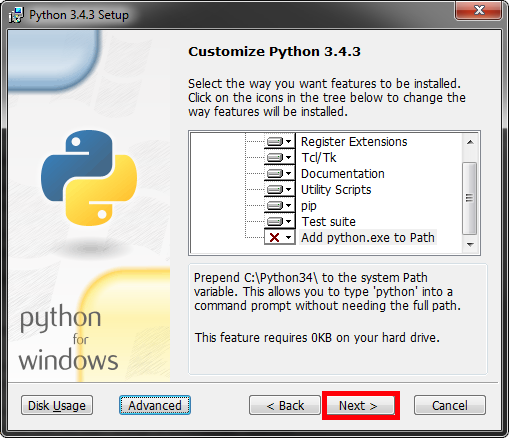 Python 3.4.3 Setup
Customize Python 3.4.3
Select the way you want features to be installed.
Click on the icons in the tree below to change the
way features will be installed.
Register Extensions
Tcl/Tk
Documentation
Utility Scripts
pip
Test suite
Add python.exe to Path
Prepend C:\Python34\ to the system Path
variable. This allows you to type 'python' into a
command prompt without needing the full path.
This feature requires 0KB on your hard drive.
python
for
windows
Disk Usage
Advanced
< Back
Next >
Cancel